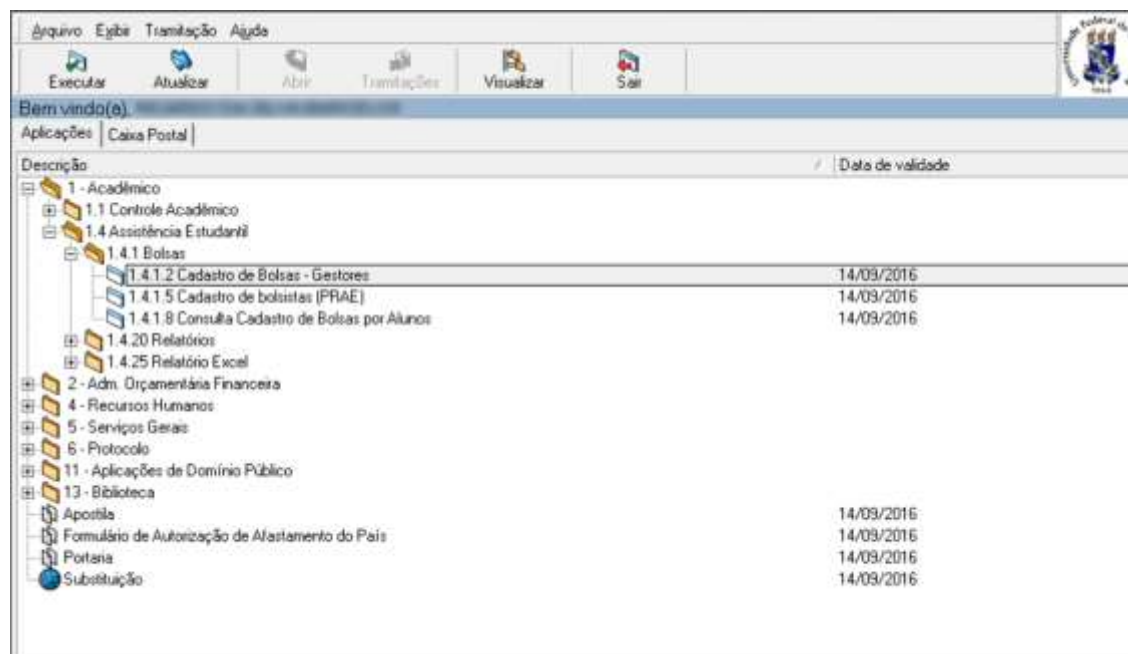 Arquivo Exibir Tramitação Ajuda
Executar Atualizar Abrir Tramitações Visualizar Sair
Bem vindo(a),
Aplicações Caixa Postal
Descrição Data de validade
1 - Acadêmico
1.1 Controle Acadêmico
1.4 Assistência Estudantil
1.4.1 Bolsas
1.4.1.2 Cadastro de Bolsas - Gestores 14/09/2016
1.4.1.5 Cadastro de bolsistas (PRAE) 14/09/2016
1.4.1.8 Consulta Cadastro de Bolsas por Alunos 14/09/2016
1.4.20 Relatórios
1.4.25 Relatório Excel
2 - Adm. Orçamentária Financeira
4 - Recursos Humanos
5 - Serviços Gerais
6 - Protocolo
11 - Aplicações de Domínio Público
13 - Biblioteca
Apostila 14/09/2016
Formulário de Autorização de Afastamento do País 14/09/2016
Portaria 14/09/2016
Substituição 14/09/2016